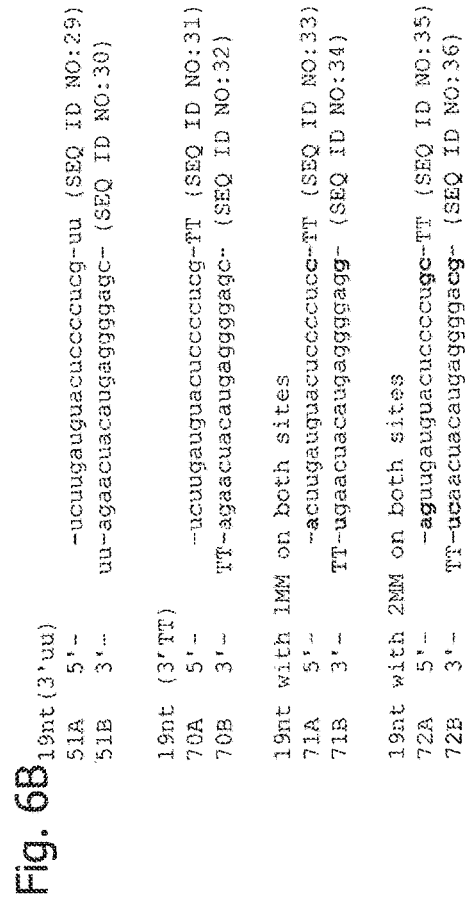 Fig. 6B
19nt(3'uu)
51A 5'- -ucuugauguacuccccucg-uu (SEQ ID NO:29)
51B 3'- uu-agaacuacaugaggggagc- (SEQ ID NO:30)
19nt (3'TT)
70A 5'- -ucuugauguacuccccucg-TT (SEQ ID NO:31)
70B 3'- TT-agaacuacaugaggggagc- (SEQ ID NO:32)
19nt with 1MM on both sites
71A 5'- -acuugauguacuccccucc-TT (SEQ ID NO:33)
71B 3'- TT-ugaacuacaugaggggagg- (SEQ ID NO:34)
19nt with 2MM on both sites
72A 5'- -aguugauguacuccccugc-TT (SEQ ID NO:35)
72B 3'- TT-ucaacuacaugaggggacg- (SEQ ID NO:36)